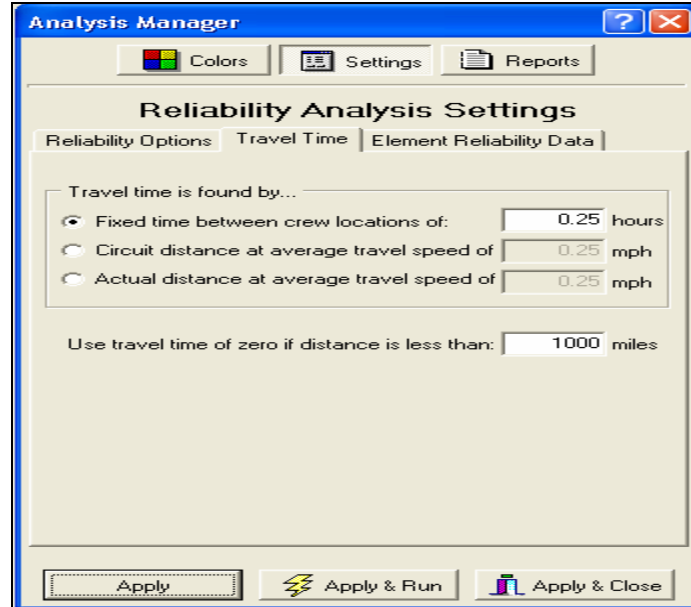 Analysis Manager
Colors Settings Reports
Reliability Analysis Settings
Reliability Options Travel Time Element Reliability Data
Travel time is found by...
Fixed time between crew locations of: 0.25 hours
Circuit distance at average travel speed of 0.25 mph
Actual distance at average travel speed of 0.25 mph
Use travel time of zero if distance is less than: 1000 miles
Apply Apply & Run Apply & Close